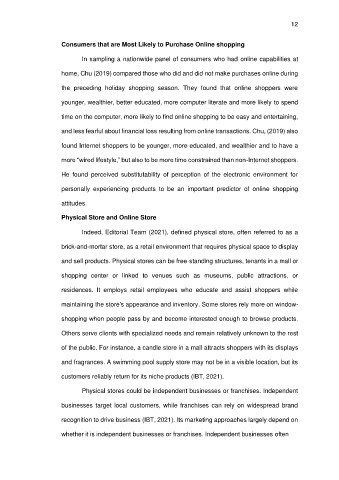 12
Consumers that are Most Likely to Purchase Online shopping
In sampling a nationwide panel of consumers who had online capabilities at
home, Chu (2019) compared those who did and did not make purchases online during
the preceding holiday shopping season. They found that online shoppers were
younger, wealthier, better educated, more computer literate and more likely to spend
time on the computer, more likely to find online shopping to be easy and entertaining,
and less fearful about financial loss resulting from online transactions. Chu, (2019) also
found Internet shoppers to be younger, more educated, and wealthier and to have a
more "wired lifestyle," but also to be more time constrained than non-Internet shoppers.
He found perceived substitutability of perception of the electronic environment for
personally experiencing products to be an important predictor of online shopping
attitudes.
Physical Store and Online Store
Indeed. Editorial Team (2021), defined physical store, often referred to as a
brick-and-mortar store, as a retail environment that requires physical space to display
and sell products. Physical stores can be free-standing structures, tenants in a mall or
shopping center or linked to venues such as museums, public attractions, or
residences. It employs retail employees who educate and assist shoppers while
maintaining the store's appearance and inventory. Some stores rely more on window-
shopping when people pass by and become interested enough to browse products.
Others serve clients with specialized needs and remain relatively unknown to the rest
of the public. For instance, a candle store in a mall attracts shoppers with its displays
and fragrances. A swimming pool supply store may not be in a visible location, but its
customers reliably return for its niche products (IBT, 2021).
Physical stores could be independent businesses or franchises. Independent
businesses target local customers, while franchises can rely on widespread brand
recognition to drive business (IBT, 2021). Its marketing approaches largely depend on
whether it is independent businesses or franchises. Independent businesses often